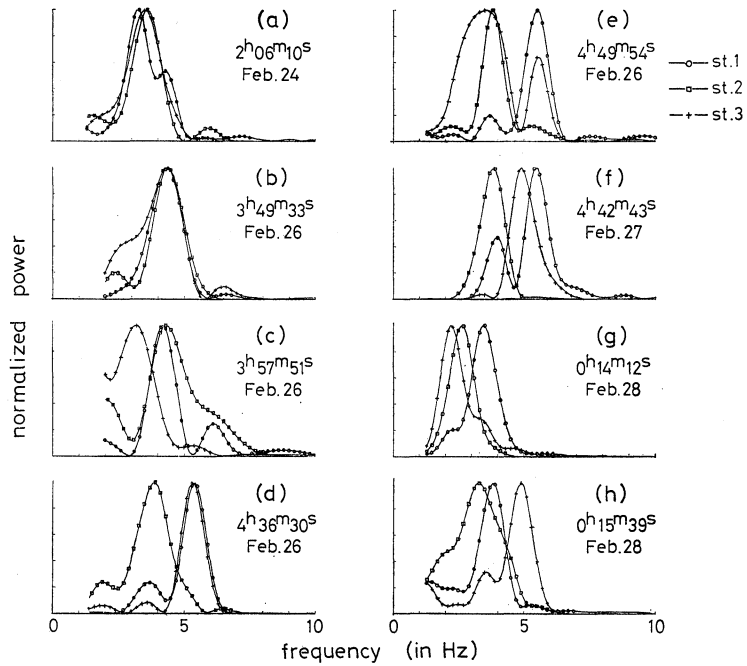 (a)
2h06m10s
Feb.24
(b)
3h49m33s
Feb.26
(c)
3h57m51s
Feb.26
(d)
4h36m30s
Feb.26
(e)
4h49m54s
Feb.26
(f)
4h42m43s
Feb.27
(g)
0h14m12s
Feb.28
(h)
0h15m39s
Feb.28
st.1
st.2
st.3
normalized power
0 5 10
0 5 10
frequency (in Hz)